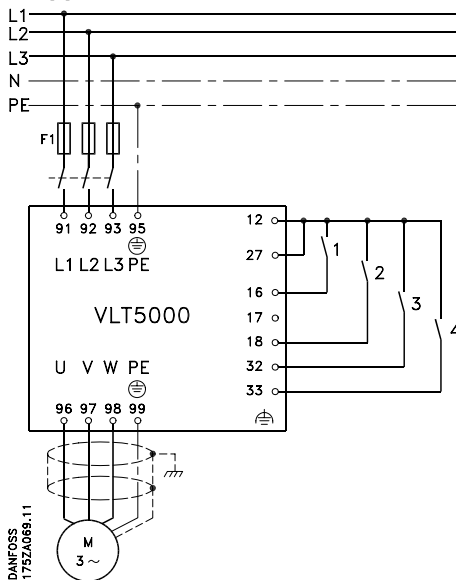 L1
L2
L3
N
PE
F1
91 92 93 95
L1 L2 L3 PE
VLT5000
U V W PE
96 97 98 99
12
27
16
17
18
32
33
1
2
3
4
M
3 ~
DANFOSS
175ZA069.11